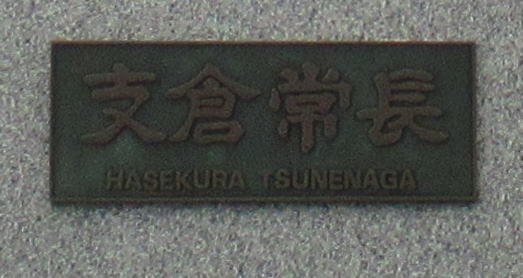 支倉常長
HASEKURA TSUNENAGA